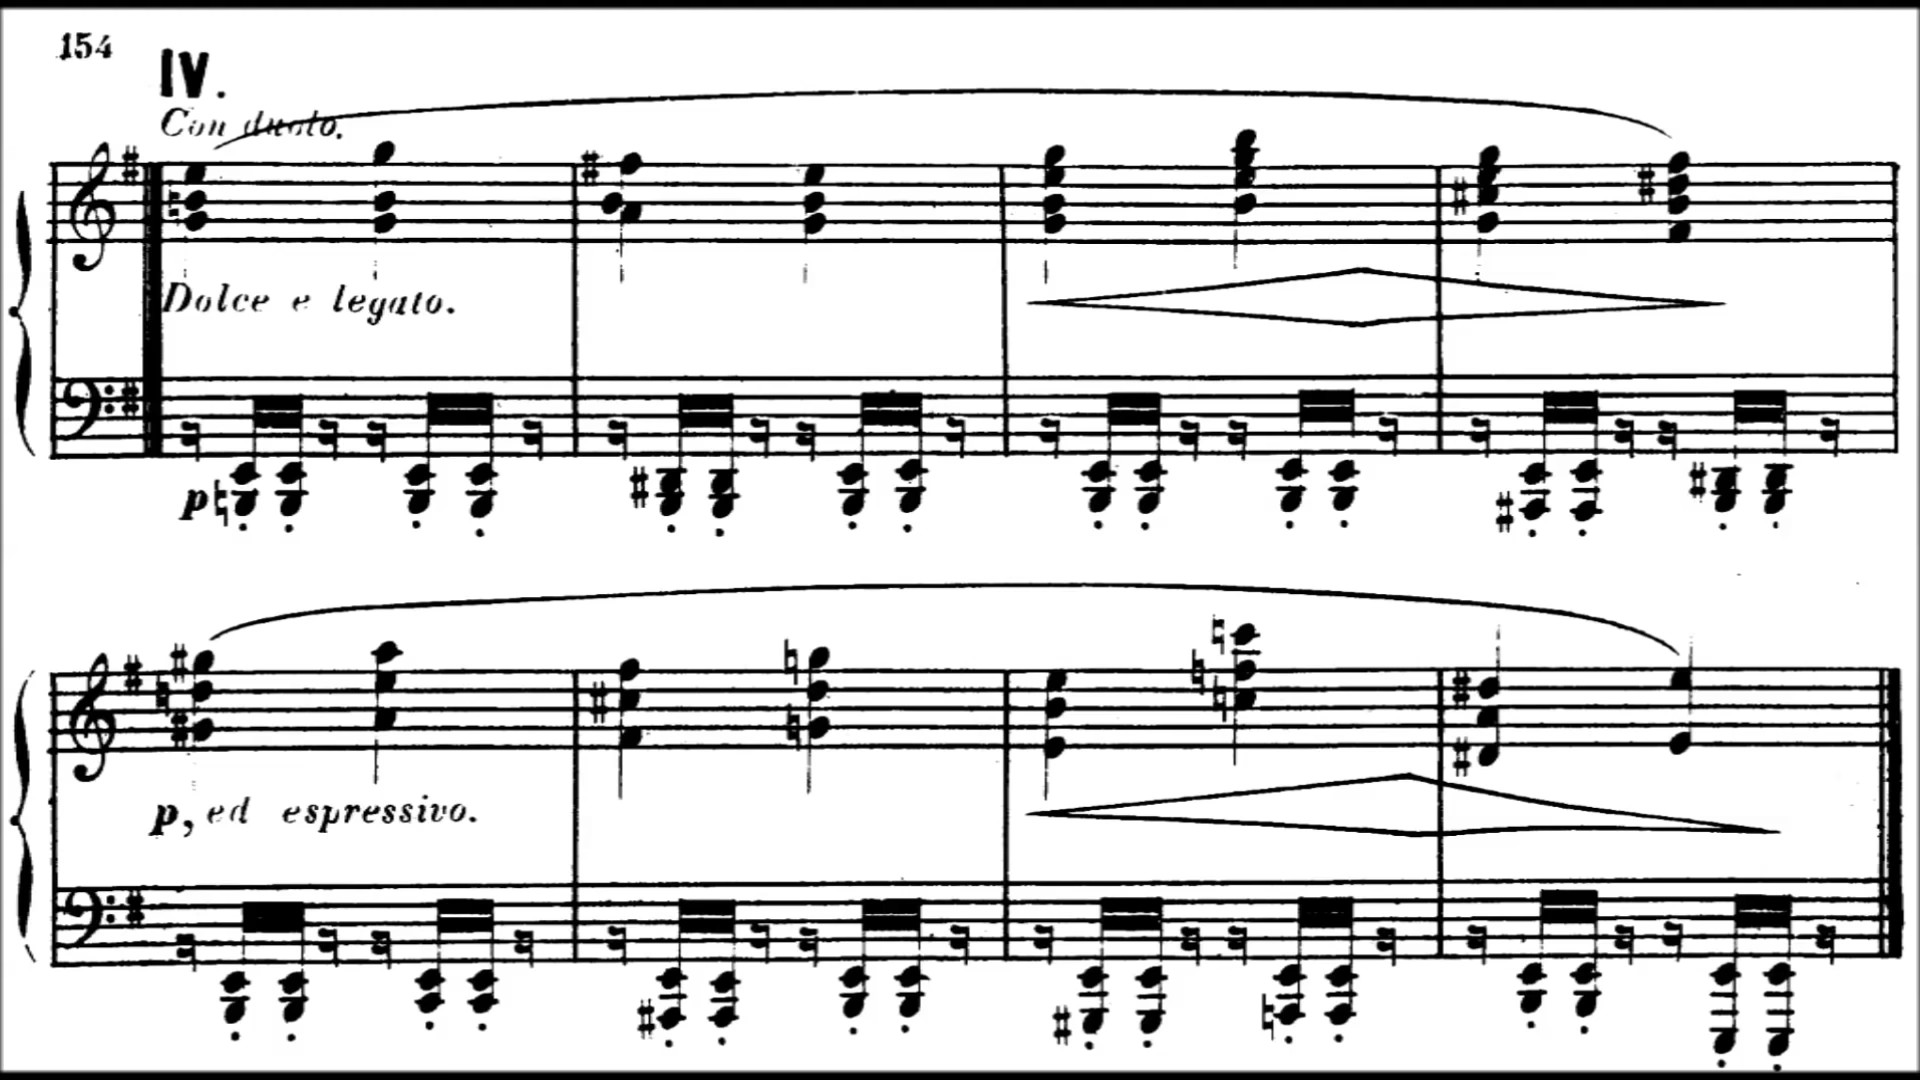 154
IV.
Con duolo.
Dolce e legato.
p
p, ed espressivo.